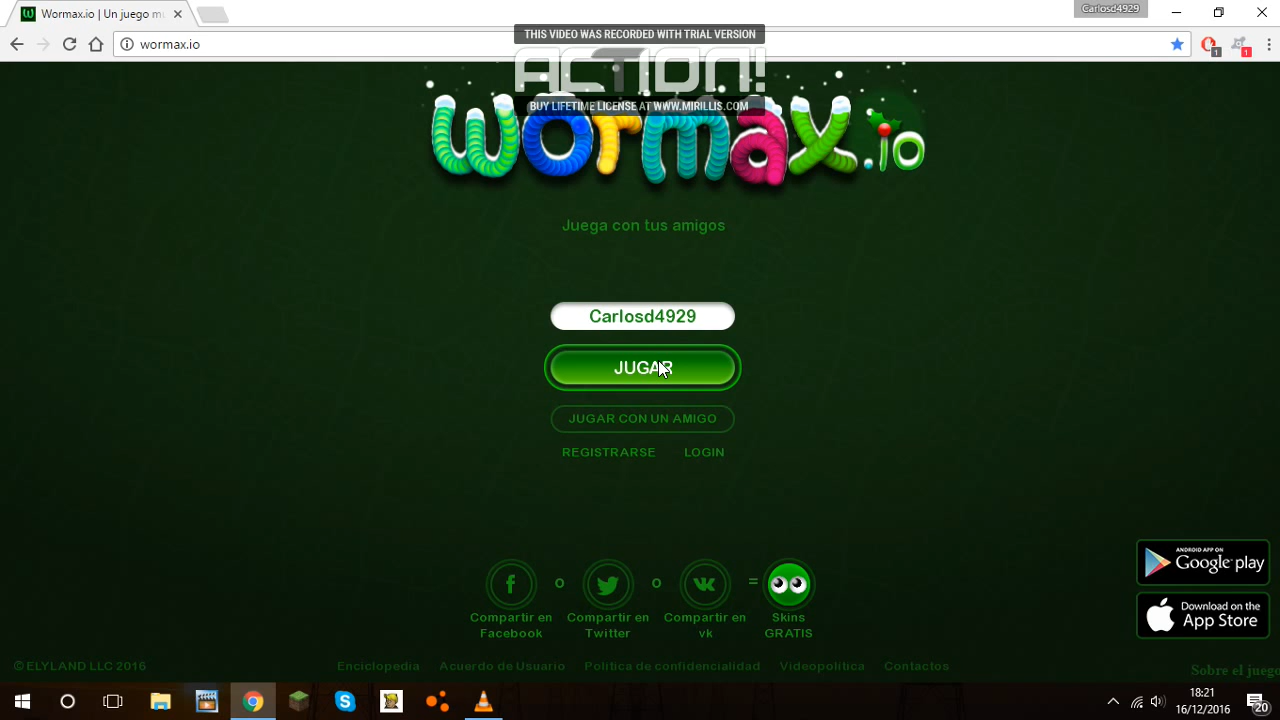 Wormax.io | Un juego mu
Carlosd4929
wormax.io
1
1
THIS VIDEO WAS RECORDED WITH TRIAL VERSION
ACTION!
BUY LIFETIME LICENSE AT WWW.MIRILLIS.COM
wormax.io
Juega con tus amigos
Carlosd4929
JUGAR
JUGAR CON UN AMIGO
REGISTRARSE LOGIN
o o =
Compartir en Facebook
Compartir en Twitter
Compartir en vk
Skins GRATIS
ANDROID APP ON
Google play
Download on the
App Store
© ELYLAND LLC 2016 Enciclopedia Acuerdo de Usuario Política de confidencialidad Videopolítica Contactos
Sobre el juego
18:21
16/12/2016
20